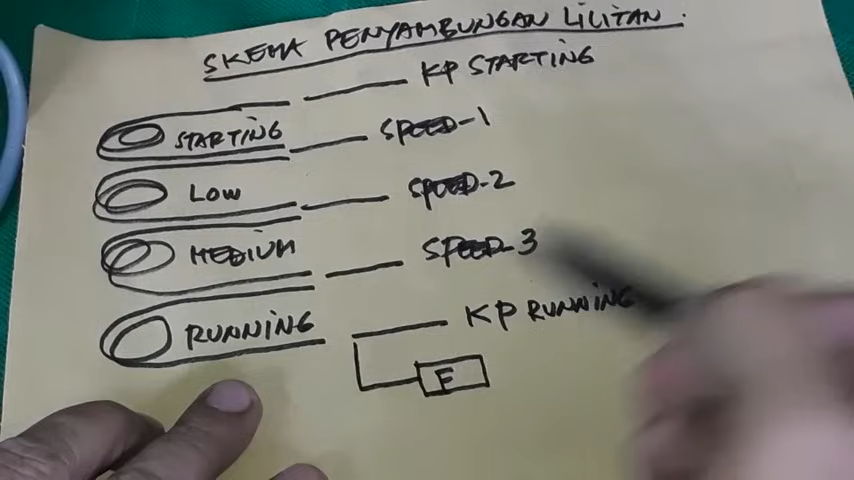 SKEMA PENYAMBUNGAN LILITAN.
KP STARTING
STARTING
SPEED-1
LOW
SPEED-2
MEDIUM
SPEED-3
RUNNING
KP RUNNING
F